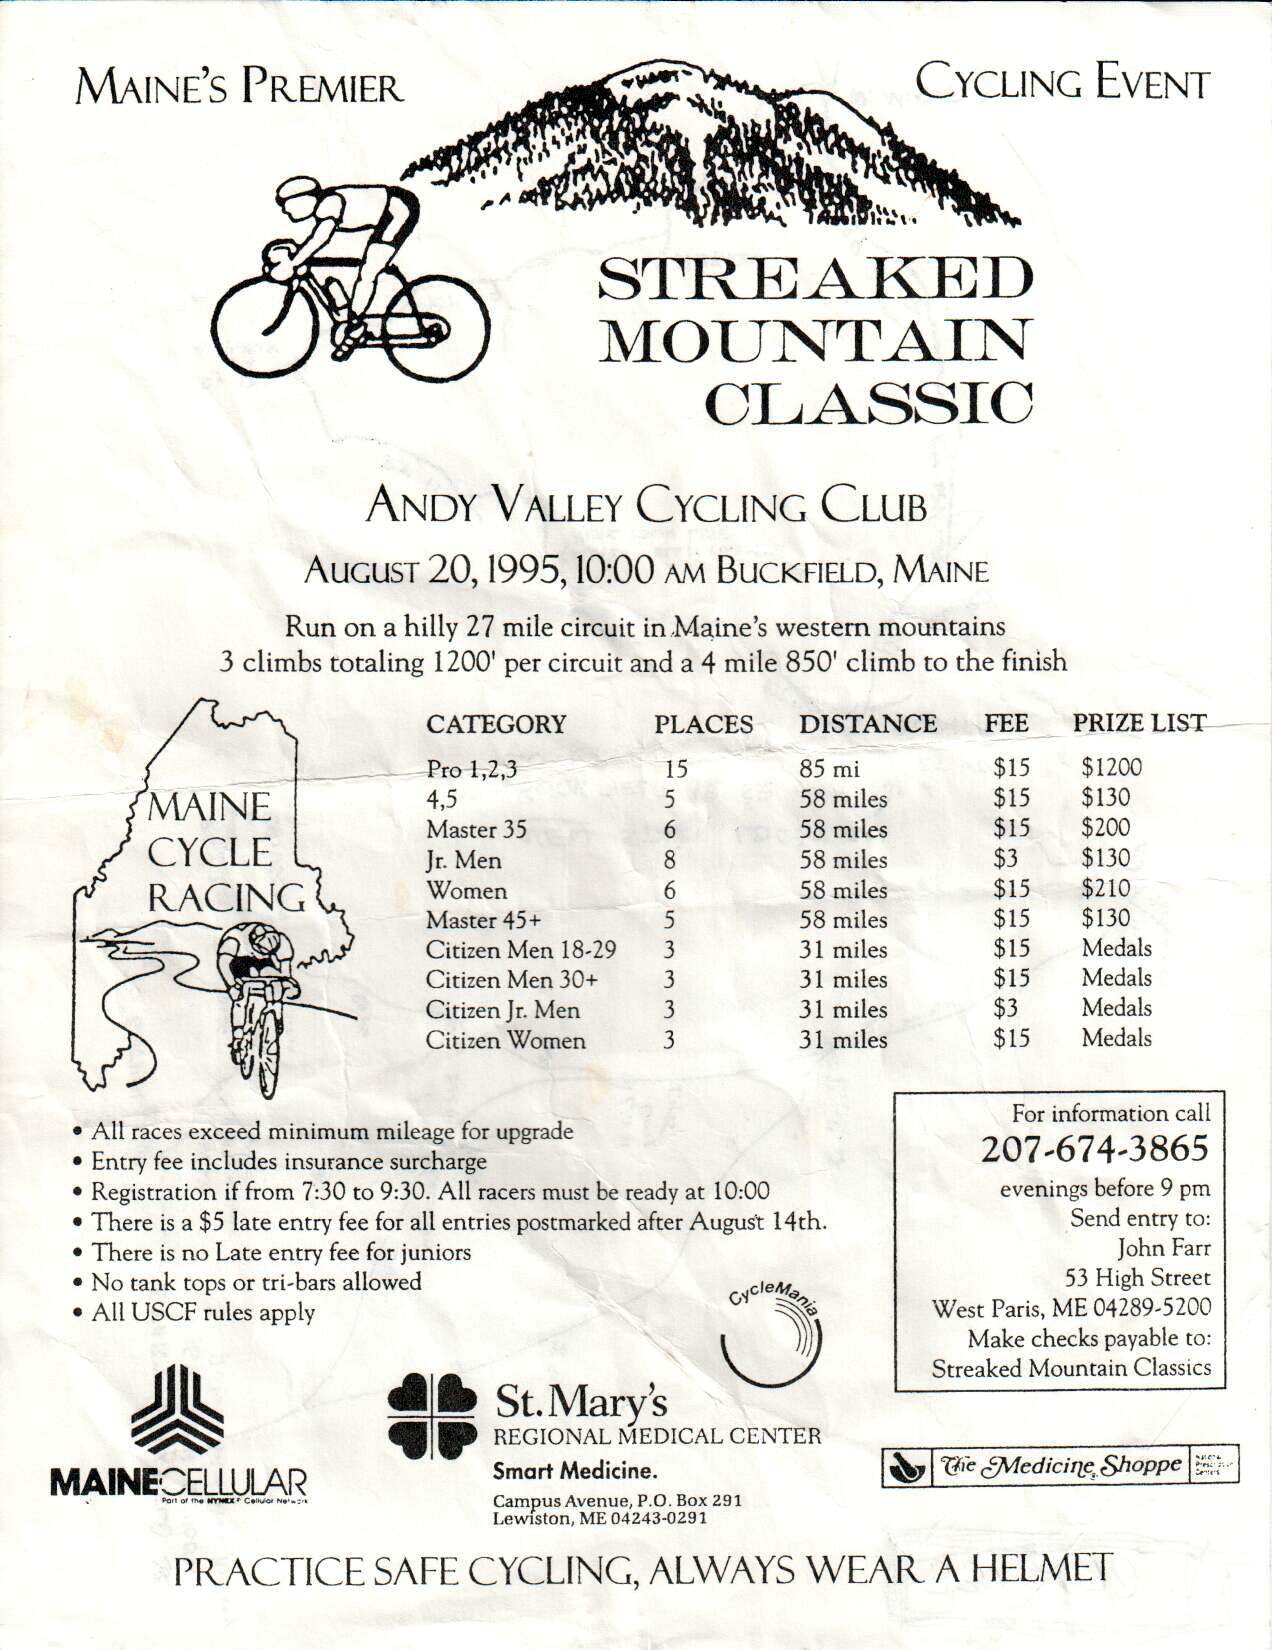 MAINE'S PREMIER CYCLING EVENT
STREAKED
MOUNTAIN
CLASSIC
ANDY VALLEY CYCLING CLUB
AUGUST 20, 1995, 10:00 AM BUCKFIELD, MAINE
Run on a hilly 27 mile circuit in Maine's western mountains
3 climbs totaling 1200' per circuit and a 4 mile 850' climb to the finish
MAINE
CYCLE
RACING
CATEGORY PLACES DISTANCE FEE PRIZE LIST
Pro 1,2,3 15 85 mi $15 $1200
4,5 5 58 miles $15 $130
Master 35 6 58 miles $15 $200
Jr. Men 8 58 miles $3 $130
Women 6 58 miles $15 $210
Master 45+ 5 58 miles $15 $130
Citizen Men 18-29 3 31 miles $15 Medals
Citizen Men 30+ 3 31 miles $15 Medals
Citizen Jr. Men 3 31 miles $3 Medals
Citizen Women 3 31 miles $15 Medals
• All races exceed minimum mileage for upgrade
• Entry fee includes insurance surcharge
• Registration if from 7:30 to 9:30. All racers must be ready at 10:00
• There is a $5 late entry fee for all entries postmarked after August 14th.
• There is no Late entry fee for juniors
• No tank tops or tri-bars allowed
• All USCF rules apply
For information call
207-674-3865
evenings before 9 pm
Send entry to:
John Farr
53 High Street
West Paris, ME 04289-5200
Make checks payable to:
Streaked Mountain Classics
CycleMania
MAINE CELLULAR
Part of the NYNEX Cellular Network
St. Mary's
REGIONAL MEDICAL CENTER
Smart Medicine.
Campus Avenue, P.O. Box 291
Lewiston, ME 04243-0291
The Medicine Shoppe
PRACTICE SAFE CYCLING, ALWAYS WEAR A HELMET